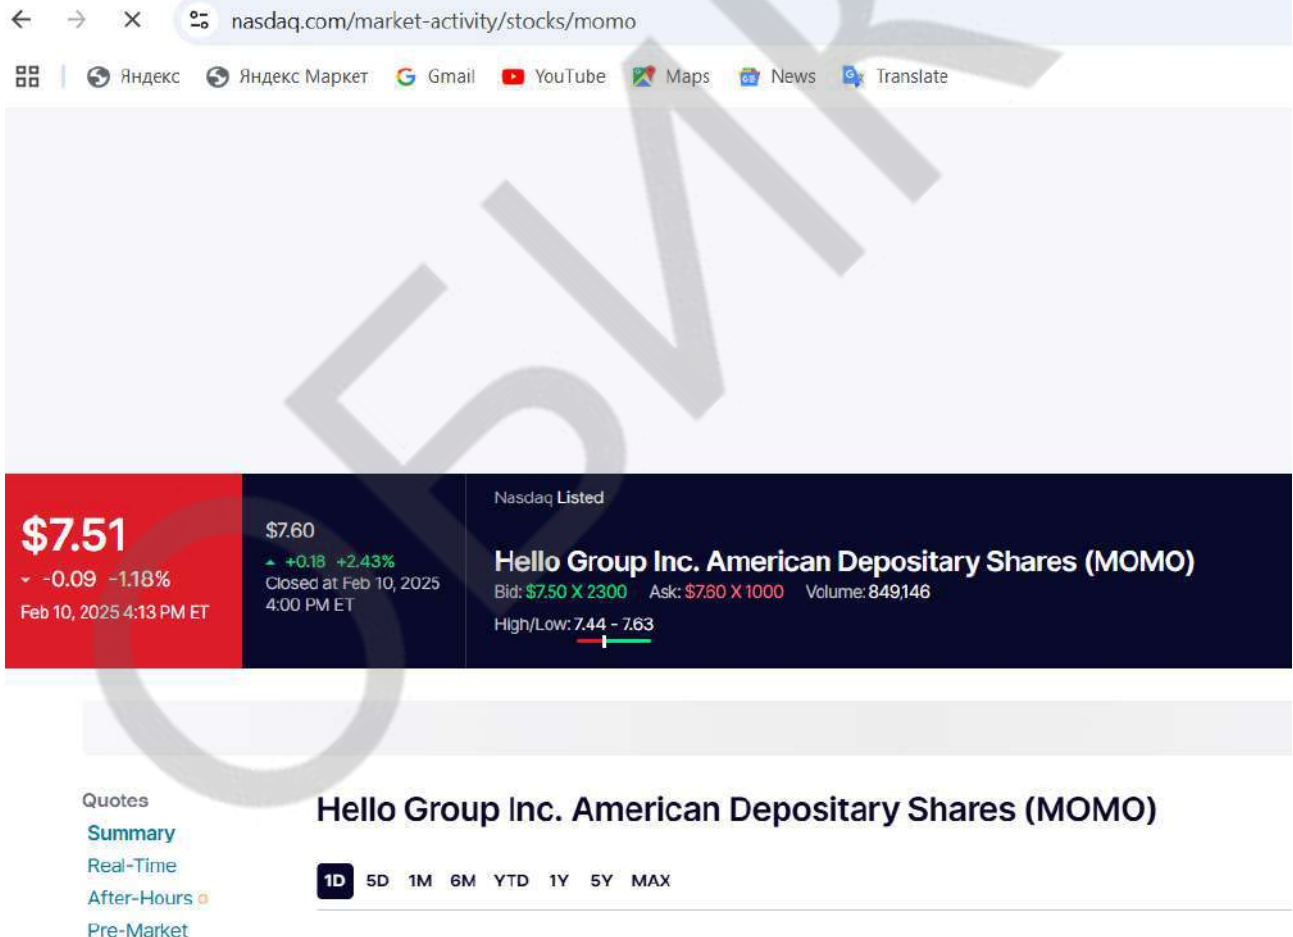 nasdaq.com/market-activity/stocks/momo
Яндекс Яндекс Маркет Gmail YouTube Maps News Translate
ОБИК
$7.51
-0.09 -1.18%
Feb 10, 2025 4:13 PM ET
$7.60
+0.18 +2.43%
Closed at Feb 10, 2025
4:00 PM ET
Nasdaq Listed
Hello Group Inc. American Depositary Shares (MOMO)
Bid: $7.50 X 2300 Ask: $7.60 X 1000 Volume: 849,146
High/Low: 7.44 - 7.63
Quotes
Summary
Real-Time
After-Hours
Pre-Market
Hello Group Inc. American Depositary Shares (MOMO)
1D 5D 1M 6M YTD 1Y 5Y MAX